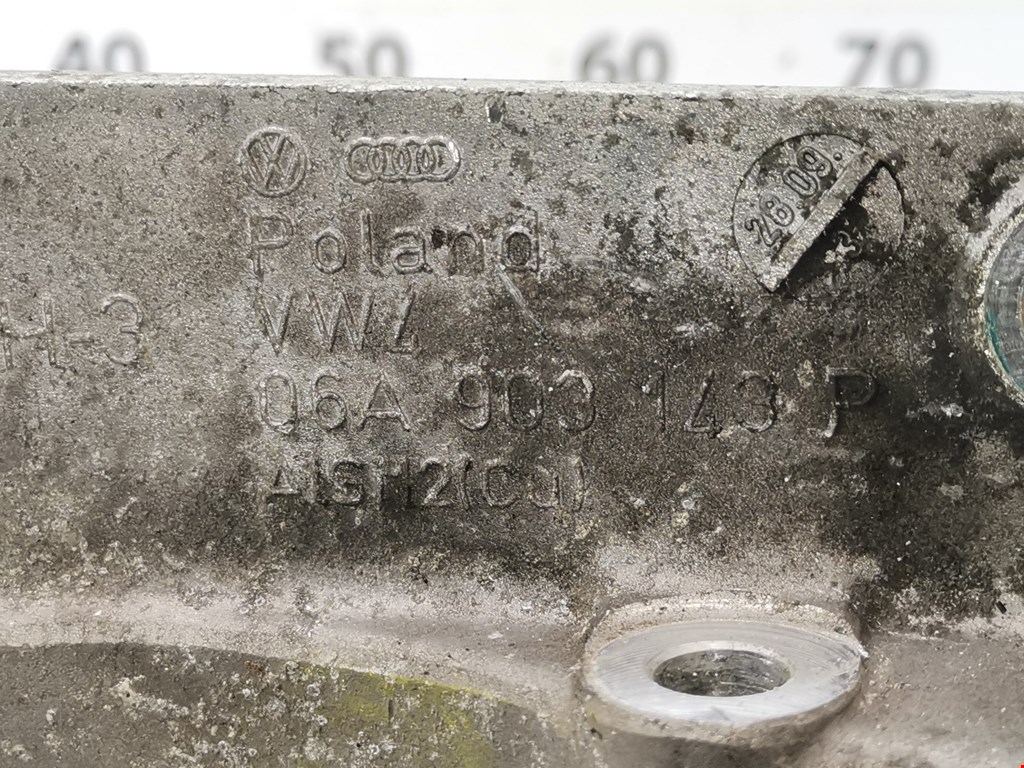 40 50 60 70
26 09
Poland
H-3
VWZ
06A 903 143 P
AlSi12(Cu)